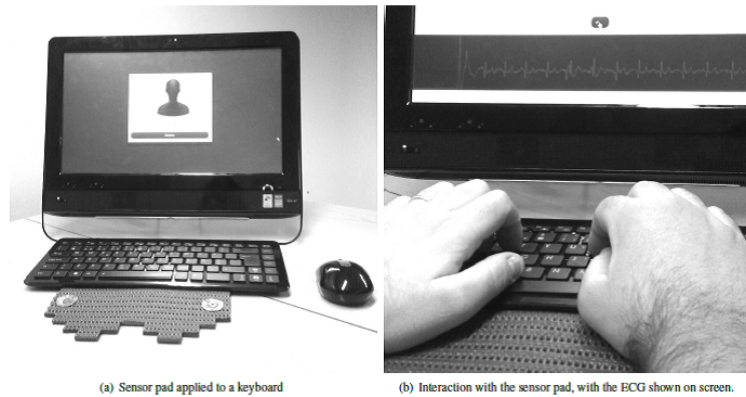 (a) Sensor pad applied to a keyboard
(b) Interaction with the sensor pad, with the ECG shown on screen.